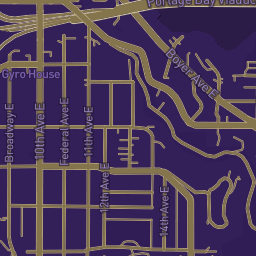 Portage Bay Viaduct
Boyer Ave E
Gyro House
Broadway E
10th Ave E
Federal Ave E
11th Ave E
12th Ave E
14th Ave E